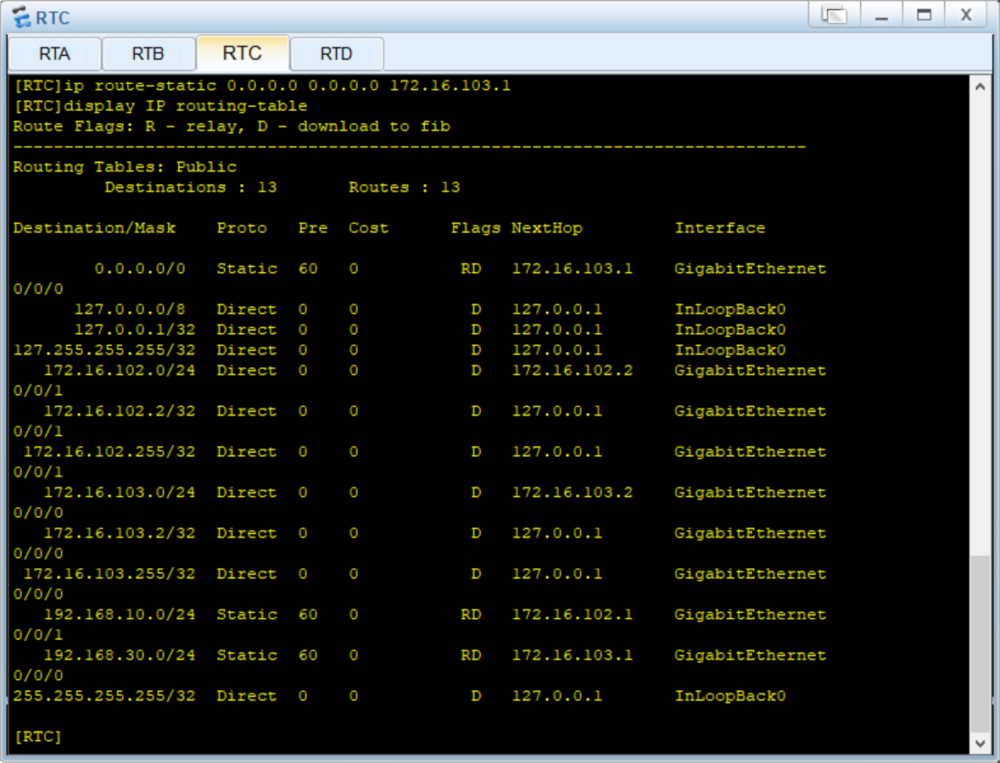 RTC
RTA RTB RTC RTD
[RTC]ip route-static 0.0.0.0 0.0.0.0 172.16.103.1
[RTC]display IP routing-table
Route Flags: R - relay, D - download to fib
------------------------------------------------------------------------------
Routing Tables: Public
         Destinations : 13       Routes : 13

Destination/Mask    Proto   Pre  Cost      Flags NextHop         Interface

        0.0.0.0/0   Static  60   0          RD   172.16.103.1    GigabitEthernet
0/0/0
      127.0.0.0/8   Direct  0    0           D   127.0.0.1       InLoopBack0
      127.0.0.1/32  Direct  0    0           D   127.0.0.1       InLoopBack0
127.255.255.255/32  Direct  0    0           D   127.0.0.1       InLoopBack0
   172.16.102.0/24  Direct  0    0           D   172.16.102.2    GigabitEthernet
0/0/1
   172.16.102.2/32  Direct  0    0           D   127.0.0.1       GigabitEthernet
0/0/1
 172.16.102.255/32  Direct  0    0           D   127.0.0.1       GigabitEthernet
0/0/1
   172.16.103.0/24  Direct  0    0           D   172.16.103.2    GigabitEthernet
0/0/0
   172.16.103.2/32  Direct  0    0           D   127.0.0.1       GigabitEthernet
0/0/0
 172.16.103.255/32  Direct  0    0           D   127.0.0.1       GigabitEthernet
0/0/0
   192.168.10.0/24  Static  60   0          RD   172.16.102.1    GigabitEthernet
0/0/1
   192.168.30.0/24  Static  60   0          RD   172.16.103.1    GigabitEthernet
0/0/0
255.255.255.255/32  Direct  0    0           D   127.0.0.1       InLoopBack0

[RTC]